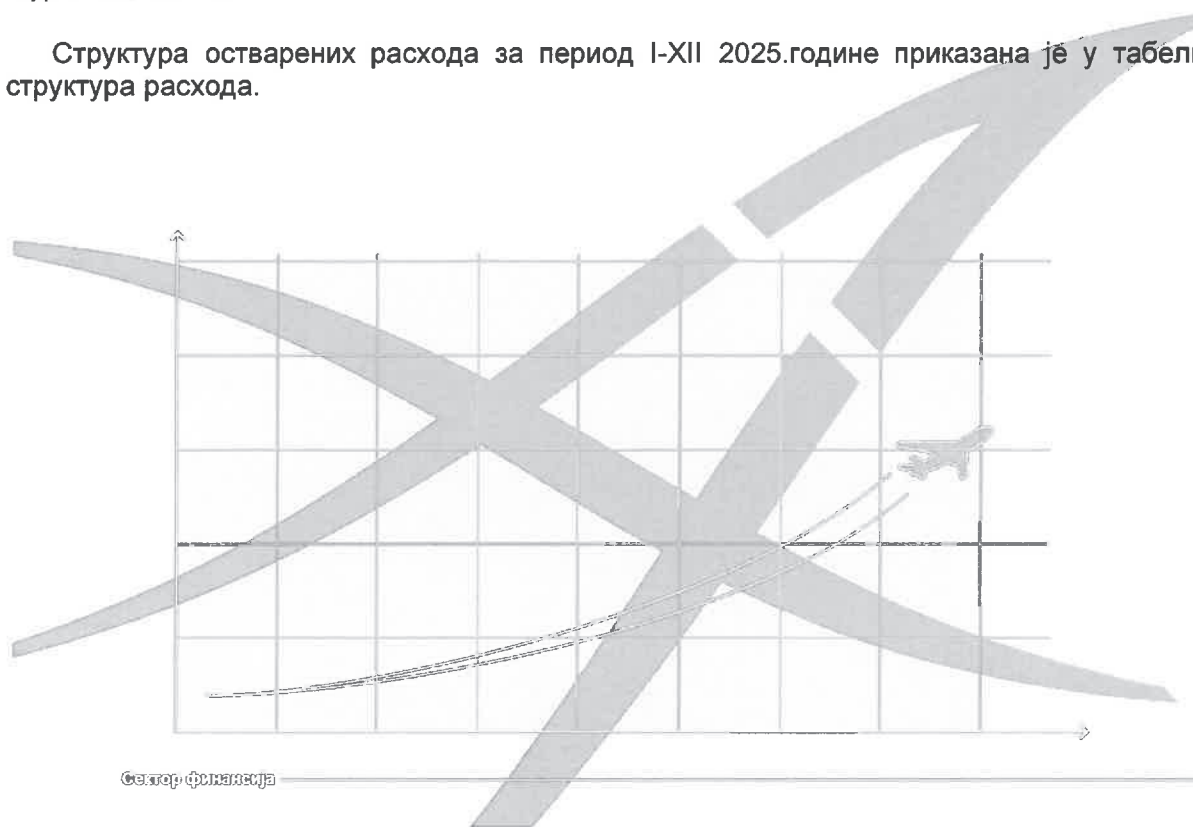 Структура остварених расхода за период I-XII 2025.године приказана је у табел
структура расхода.
Сектор финансија